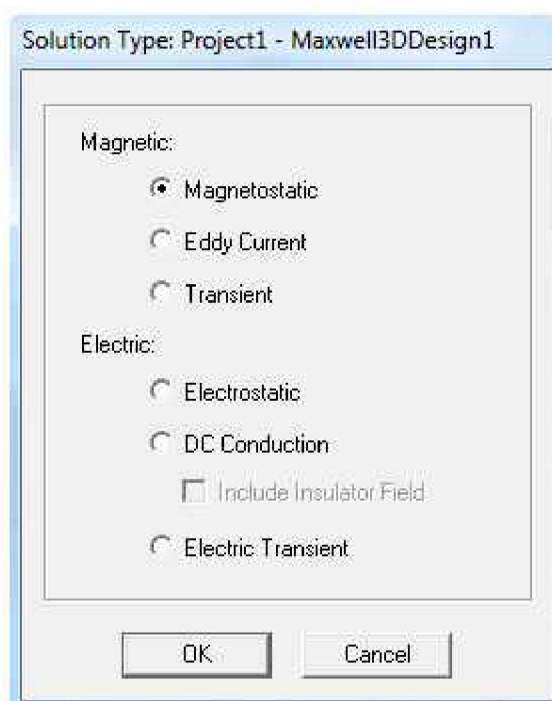 Solution Type: Project1 - Maxwell3DDesign1
Magnetic:
Magnetostatic
Eddy Current
Transient
Electric:
Electrostatic
DC Conduction
Include Insulator Field
Electric Transient
OK
Cancel